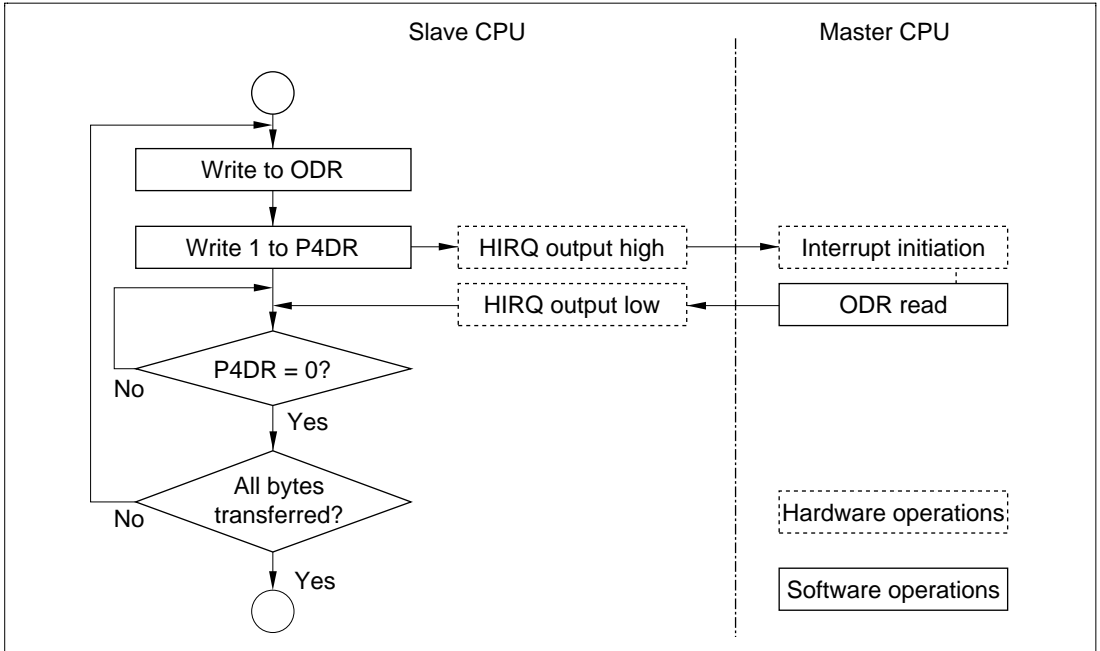 Slave CPU
Master CPU
Write to ODR
Write 1 to P4DR
HIRQ output high
Interrupt initiation
HIRQ output low
ODR read
P4DR = 0?
No
Yes
All bytes
transferred?
No
Yes
Hardware operations
Software operations